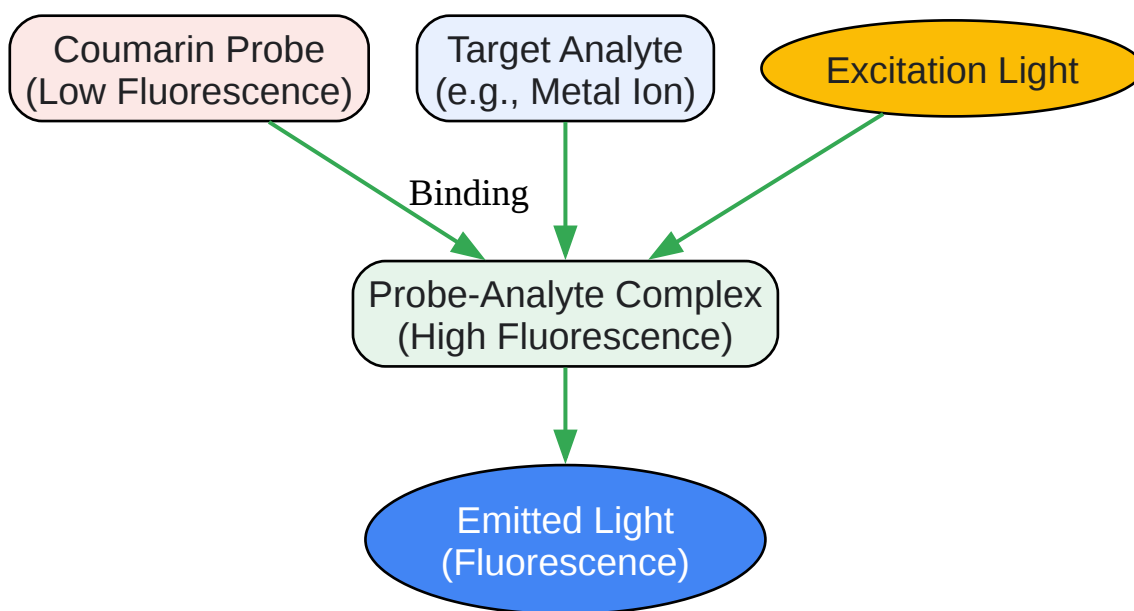 Coumarin Probe
(Low Fluorescence)
Target Analyte
(e.g., Metal Ion)
Excitation Light
Binding
Probe-Analyte Complex
(High Fluorescence)
Emitted Light
(Fluorescence)